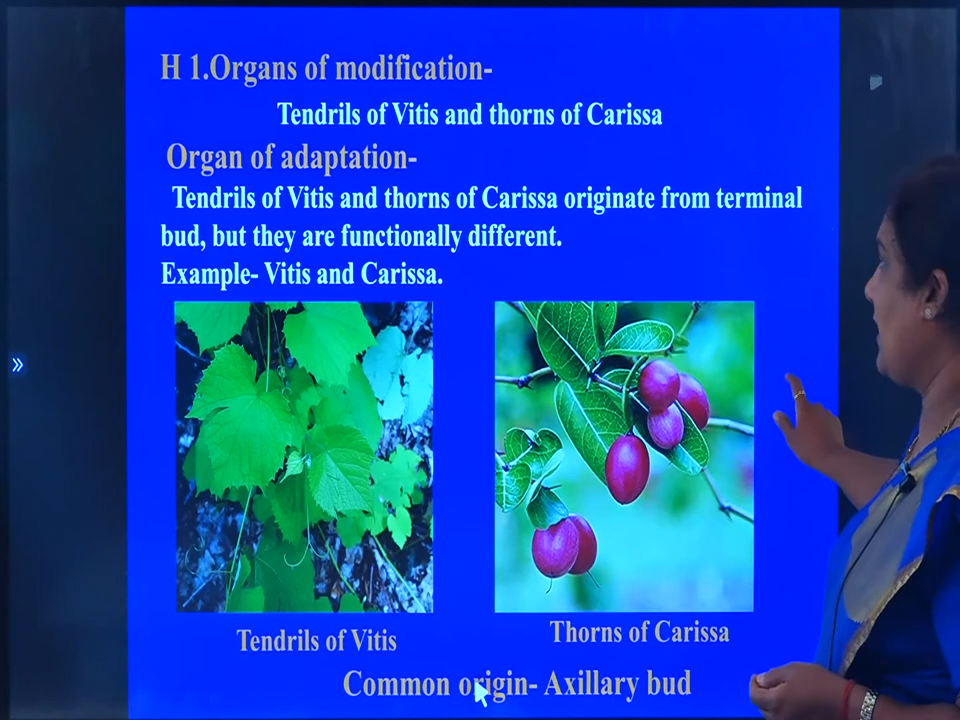 H 1.Organs of modification-
Tendrils of Vitis and thorns of Carissa
Organ of adaptation-
Tendrils of Vitis and thorns of Carissa originate from terminal
bud, but they are functionally different.
Example- Vitis and Carissa.
Tendrils of Vitis
Thorns of Carissa
Common origin- Axillary bud